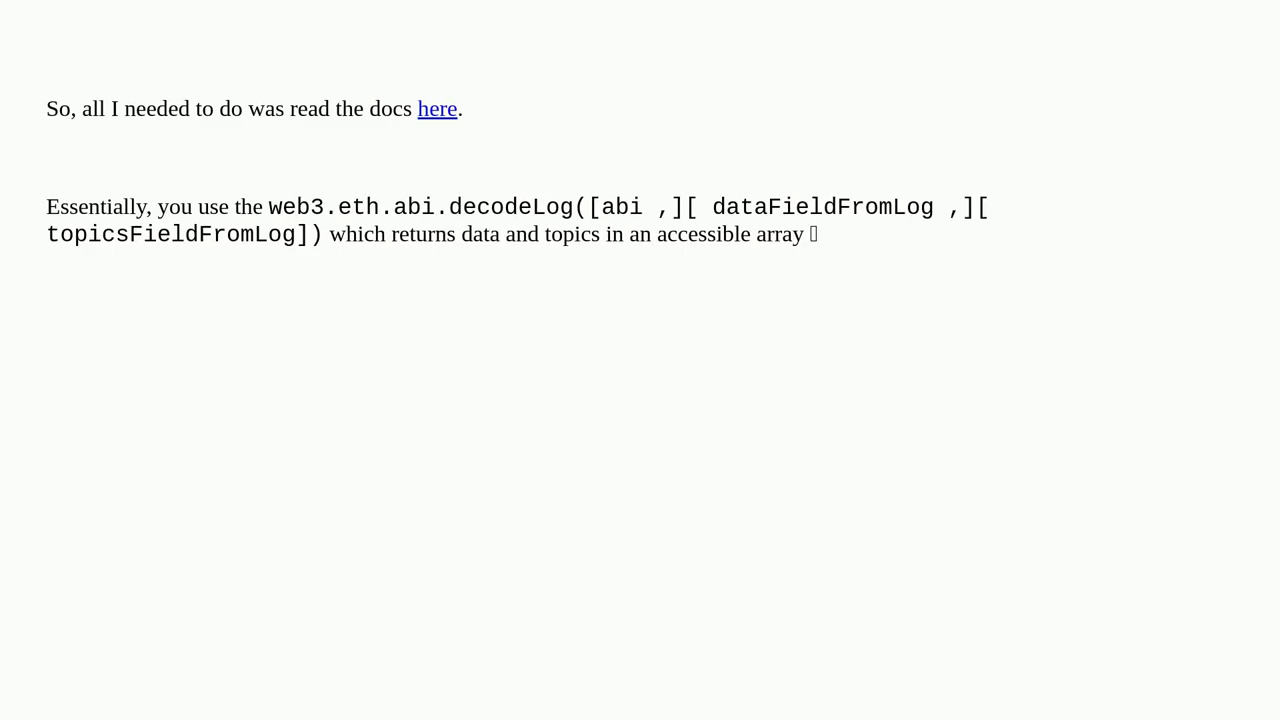 So, all I needed to do was read the docs here.
Essentially, you use the web3.eth.abi.decodeLog([abi ,][ dataFieldFromLog ,][
topicsFieldFromLog]) which returns data and topics in an accessible array